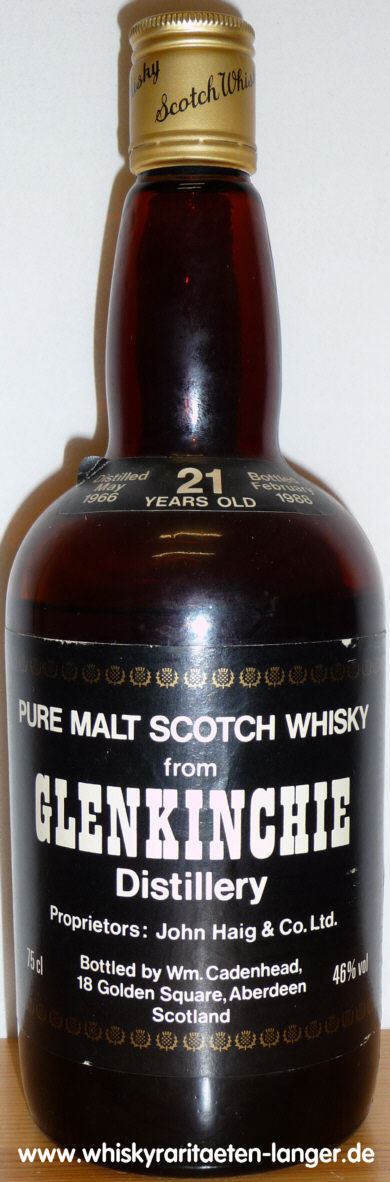 Scotch Whis
Distilled
May
1966
21
YEARS OLD
Bottled
February
1988
PURE MALT SCOTCH WHISKY
from
GLENKINCHIE
Distillery
Proprietors: John Haig & Co. Ltd.
75 cl
Bottled by Wm. Cadenhead,
18 Golden Square, Aberdeen
Scotland
46% vol
www.whiskyraritaeten-langer.de